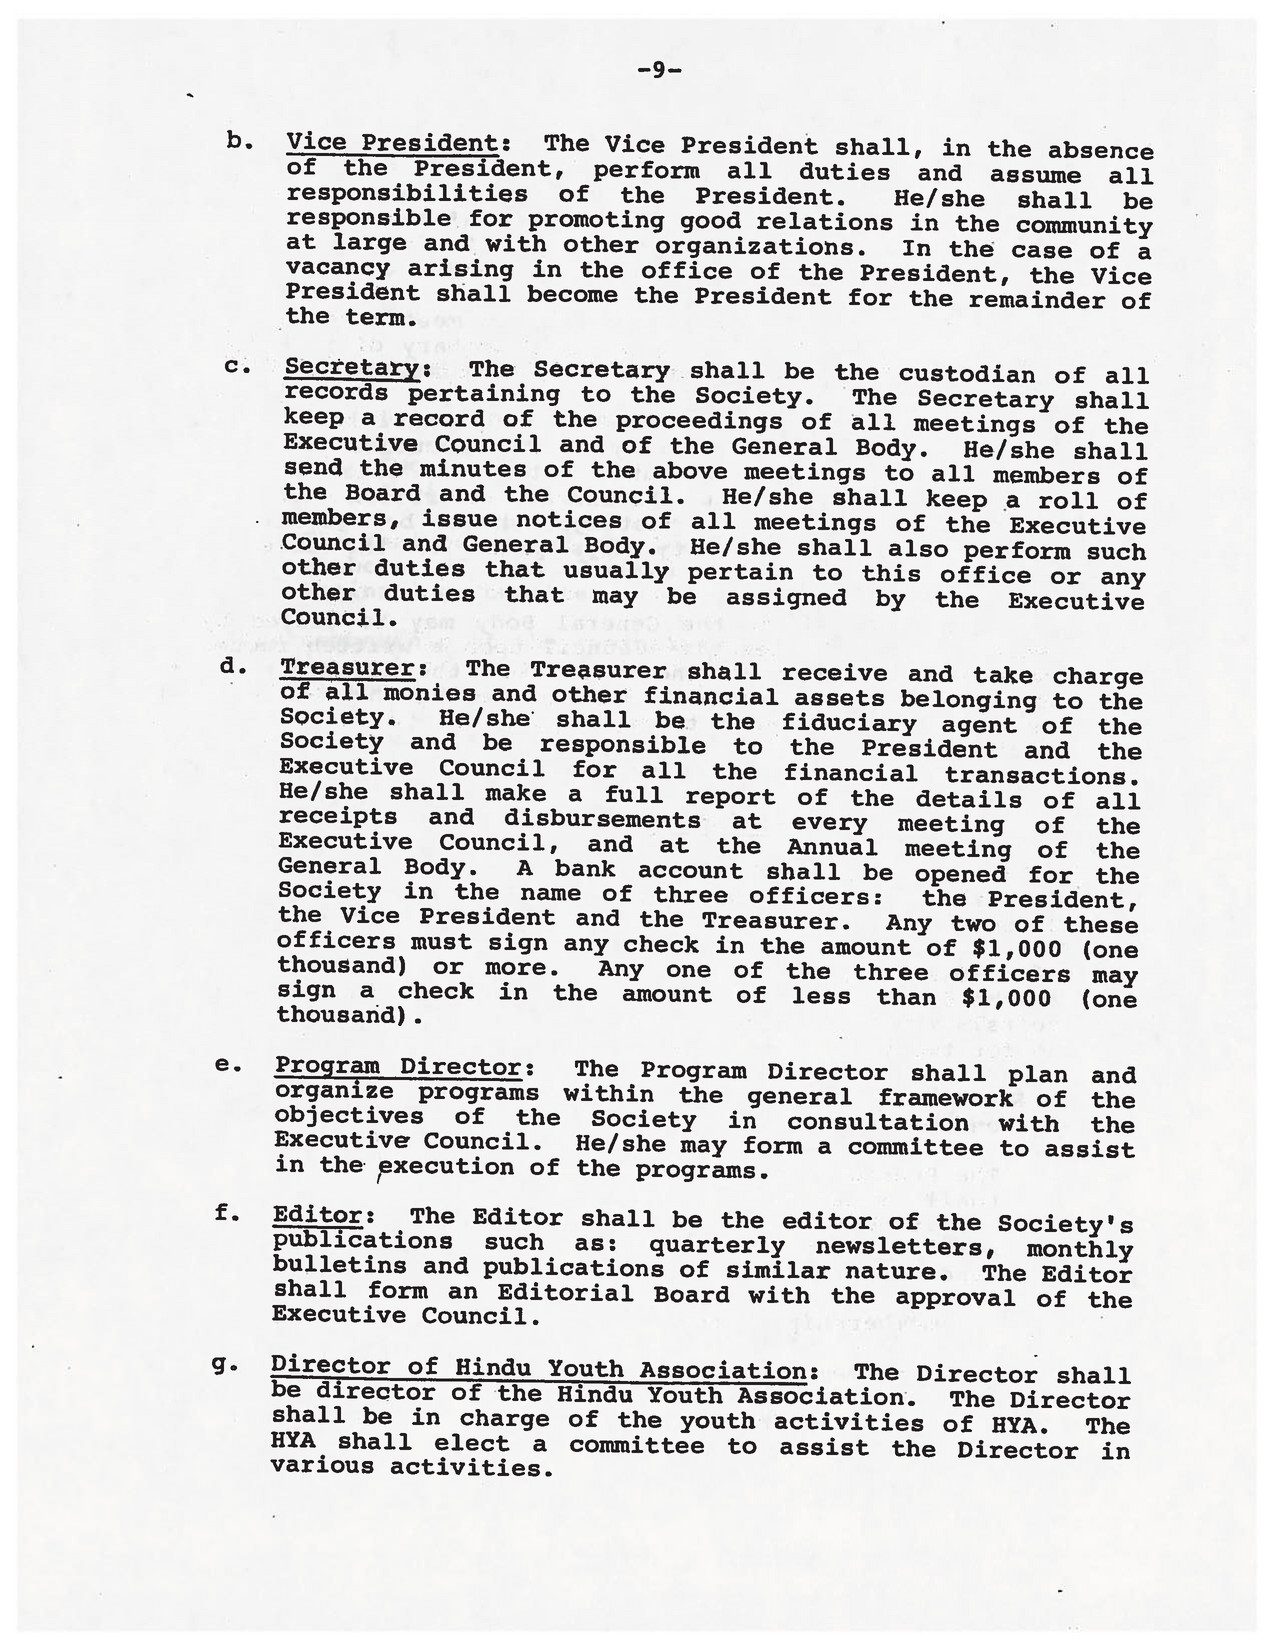 -9-
b. Vice President: The Vice President shall, in the absence
of the President, perform all duties and assume all
responsibilities of the President. He/she shall be
responsible for promoting good relations in the community
at large and with other organizations. In the case of a
vacancy arising in the office of the President, the Vice
President shall become the President for the remainder of
the term.
c. Secretary: The Secretary shall be the custodian of all
records pertaining to the Society. The Secretary shall
keep a record of the proceedings of all meetings of the
Executive Council and of the General Body. He/she shall
send the minutes of the above meetings to all members of
the Board and the Council. He/she shall keep a roll of
members, issue notices of all meetings of the Executive
Council and General Body. He/she shall also perform such
other duties that usually pertain to this office or any
other duties that may be assigned by the Executive
Council.
d. Treasurer: The Treasurer shall receive and take charge
of all monies and other financial assets belonging to the
Society. He/she shall be the fiduciary agent of the
Society and be responsible to the President and the
Executive Council for all the financial transactions.
He/she shall make a full report of the details of all
receipts and disbursements at every meeting of the
Executive Council, and at the Annual meeting of the
General Body. A bank account shall be opened for the
Society in the name of three officers: the President,
the Vice President and the Treasurer. Any two of these
officers must sign any check in the amount of $1,000 (one
thousand) or more. Any one of the three officers may
sign a check in the amount of less than $1,000 (one
thousand).
e. Program Director: The Program Director shall plan and
organize programs within the general framework of the
objectives of the Society in consultation with the
Executive Council. He/she may form a committee to assist
in the execution of the programs.
f. Editor: The Editor shall be the editor of the Society's
publications such as: quarterly newsletters, monthly
bulletins and publications of similar nature. The Editor
shall form an Editorial Board with the approval of the
Executive Council.
g. Director of Hindu Youth Association: The Director shall
be director of the Hindu Youth Association. The Director
shall be in charge of the youth activities of HYA. The
HYA shall elect a committee to assist the Director in
various activities.